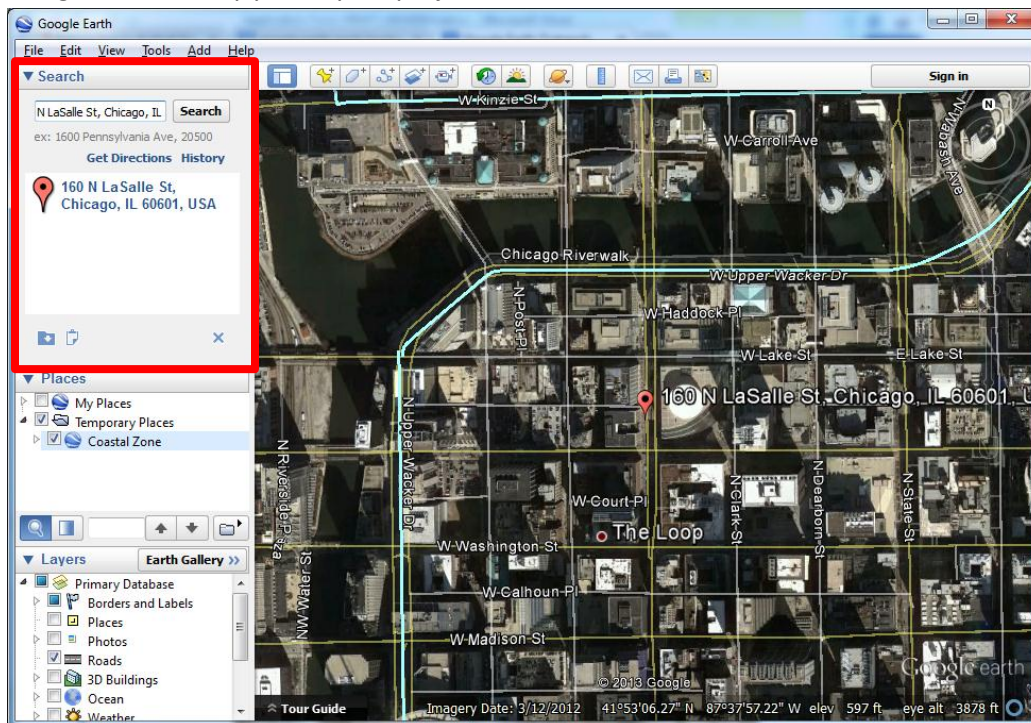 Google Earth
File Edit View Tools Add Help
Search
N LaSalle St, Chicago, IL Search
ex: 1600 Pennsylvania Ave, 20500
Get Directions History
160 N LaSalle St,
Chicago, IL 60601, USA
Places
My Places
Temporary Places
Coastal Zone
Layers Earth Gallery >>
Primary Database
Borders and Labels
Places
Photos
Roads
3D Buildings
Ocean
Weather
Sign in
W Kinzie St
N
N Wabash Ave
W Carroll Ave
Chicago Riverwalk
W Upper Wacker Dr
N Post Pl
W Haddock Pl
W Lake St
E Lake St
160 N LaSalle St, Chicago, IL 60601, U
N Upper Wacker Dr
N Riverside Plaza
N Clark St
N Dearborn St
N State St
W Court Pl
The Loop
W Washington St
NW Water St
W Calhoun Pl
W Madison St
Google earth
© 2013 Google
Tour Guide
Imagery Date: 3/12/2012 41°53'06.27" N 87°37'57.22" W elev 597 ft eye alt 3878 ft